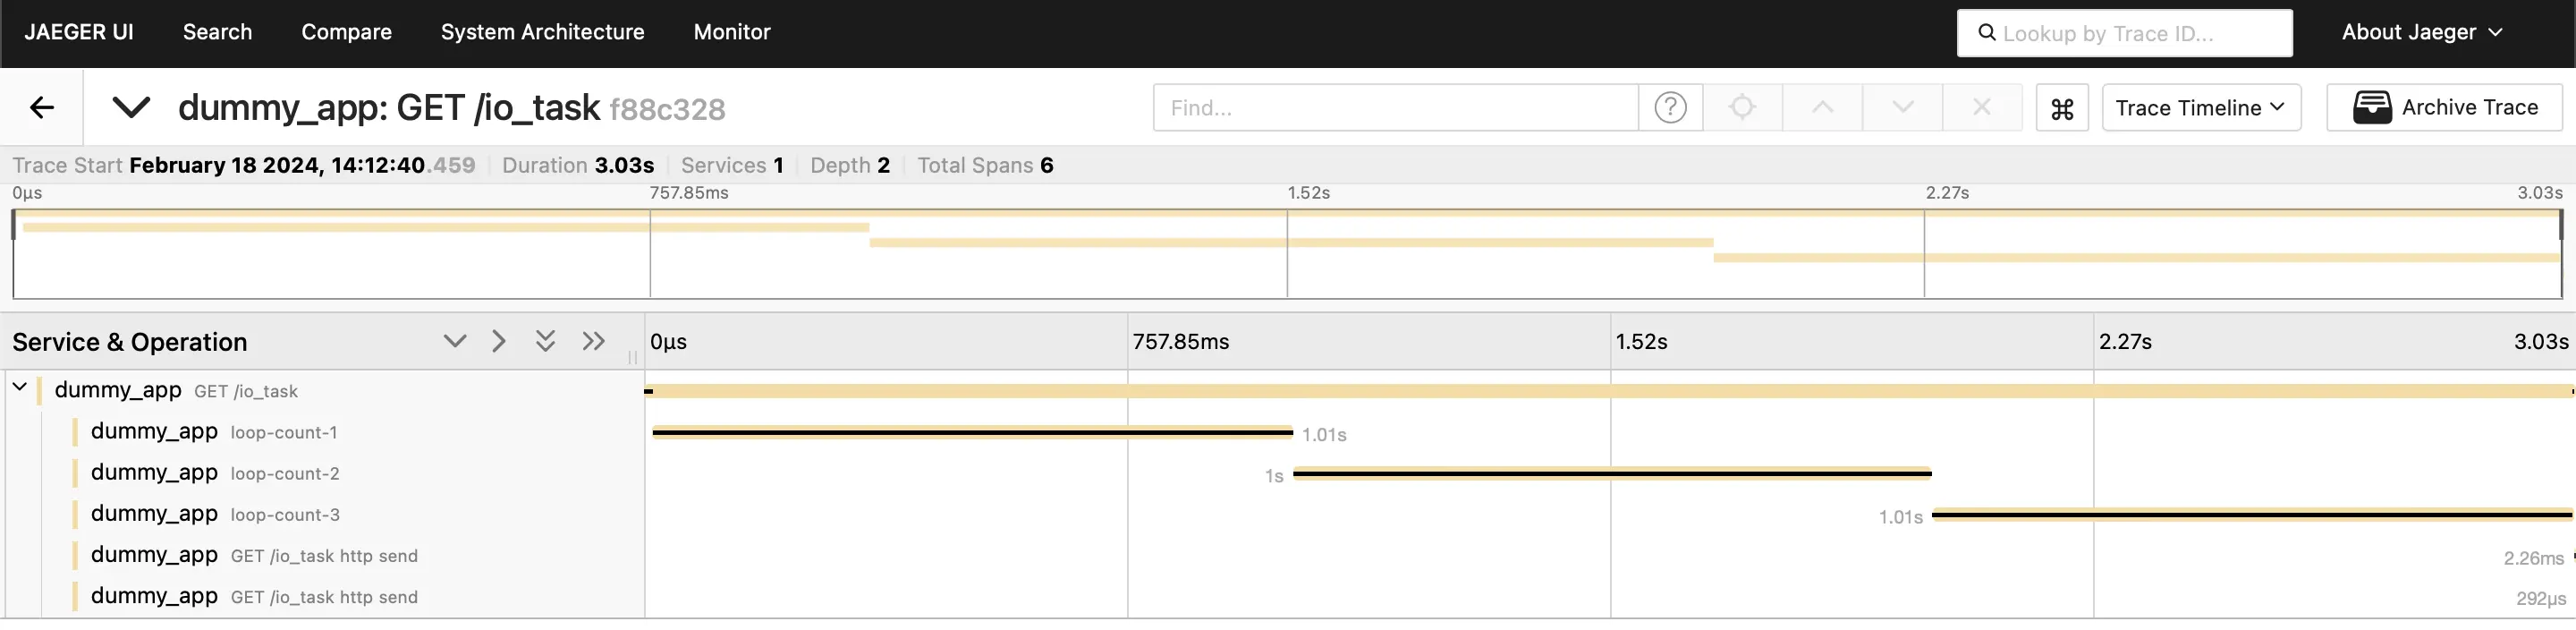 JAEGER UI Search Compare System Architecture Monitor Lookup by Trace ID... About Jaeger
dummy_app: GET /io_task f88c328 Find... ? ⌘ Trace Timeline Archive Trace
Trace Start February 18 2024, 14:12:40.459 Duration 3.03s Services 1 Depth 2 Total Spans 6
0μs 757.85ms 1.52s 2.27s 3.03s
Service & Operation 0μs 757.85ms 1.52s 2.27s 3.03s
dummy_app GET /io_task
dummy_app loop-count-1 1.01s
dummy_app loop-count-2 1s
dummy_app loop-count-3 1.01s
dummy_app GET /io_task http send 2.26ms
dummy_app GET /io_task http send 292μs